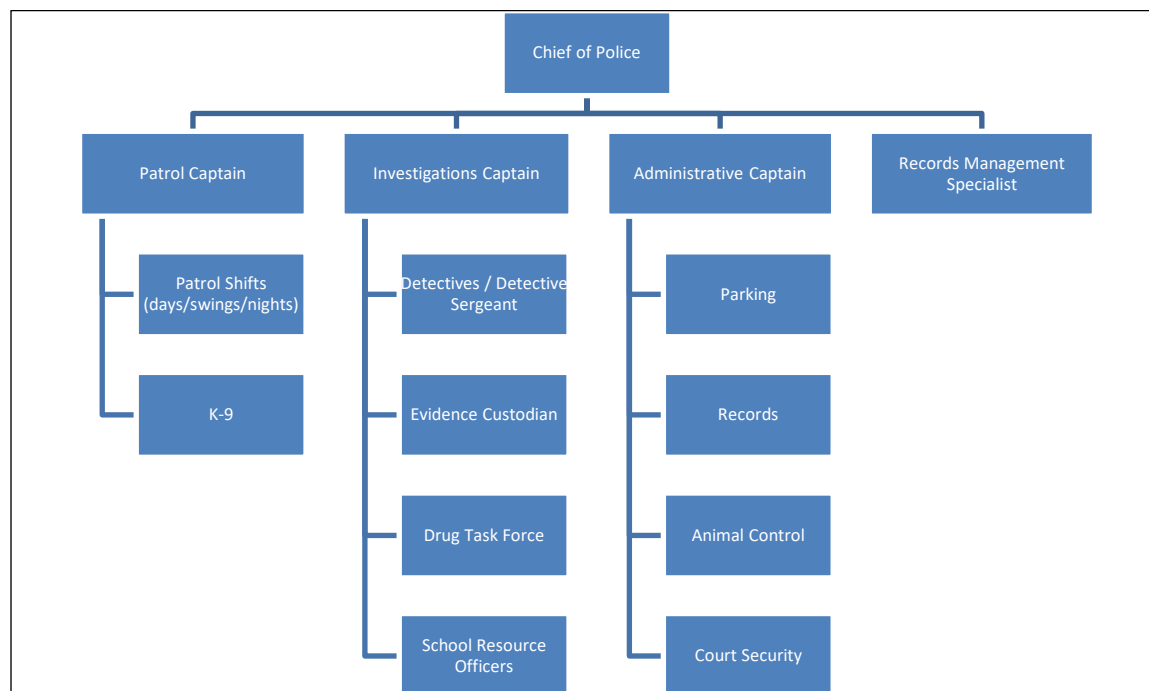 Chief of Police
Patrol Captain
Investigations Captain
Administrative Captain
Records Management
Specialist
Patrol Shifts
(days/swings/nights)
Detectives / Detective
Sergeant
Parking
K-9
Evidence Custodian
Records
Drug Task Force
Animal Control
School Resource
Officers
Court Security